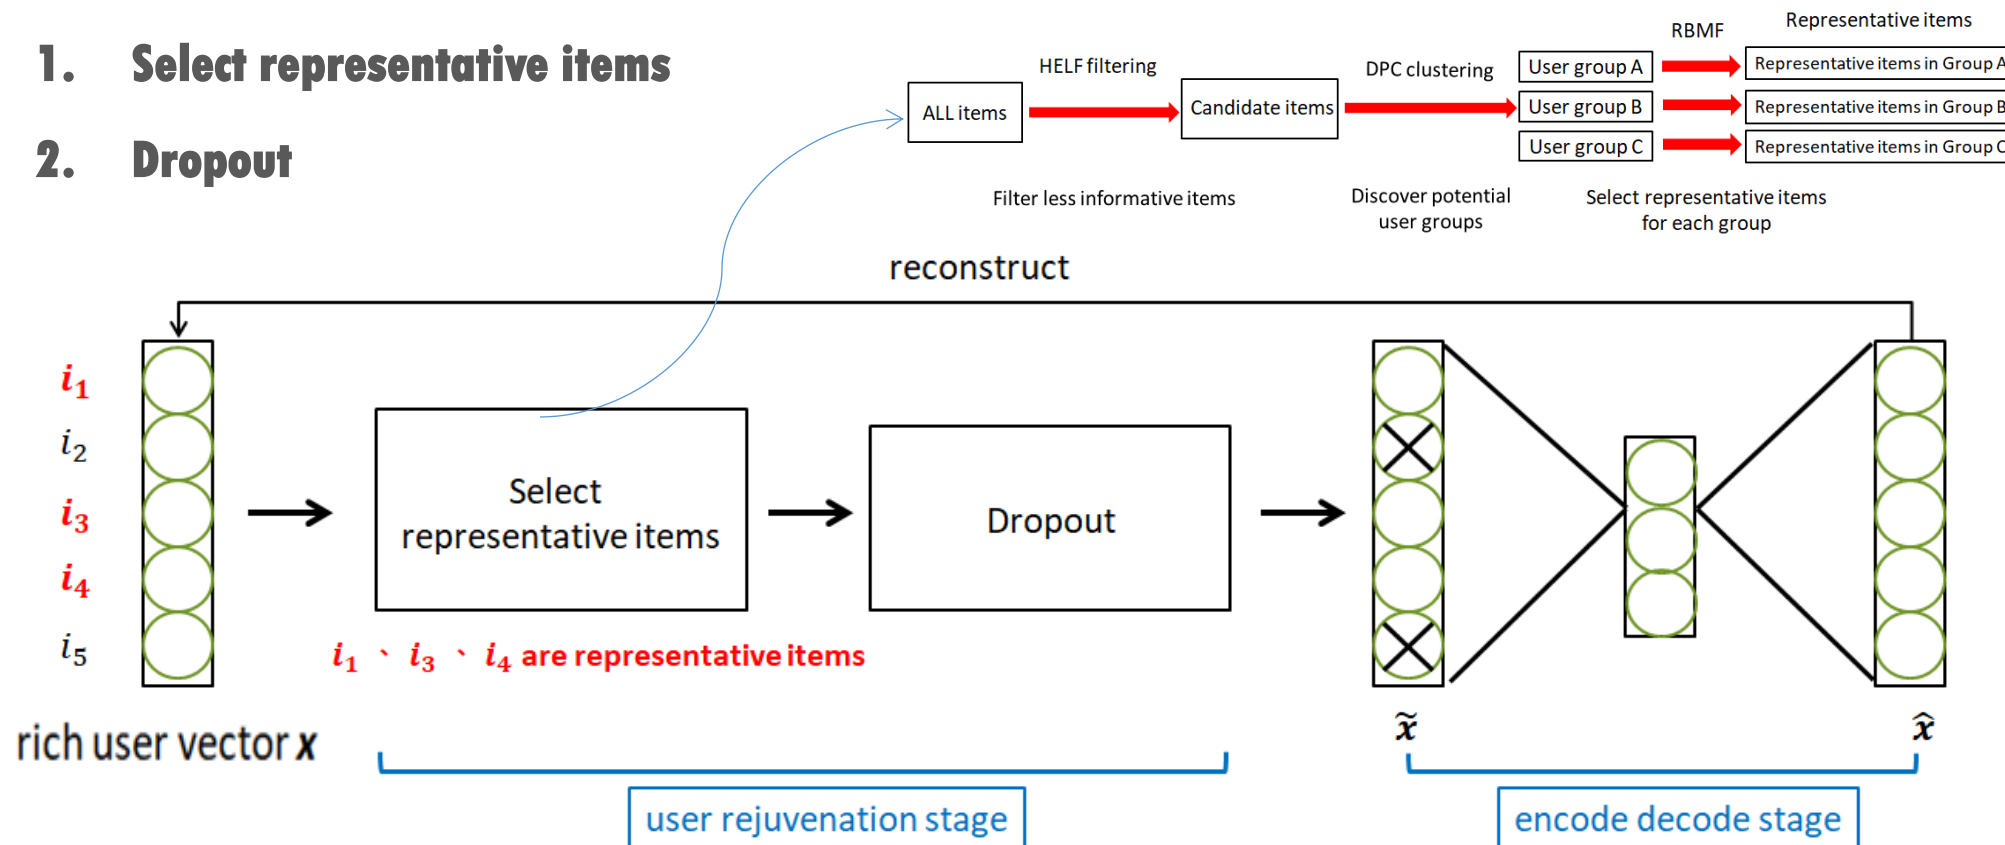 1. Select representative items
2. Dropout
RBMF
Representative items
HELF filtering
DPC clustering
ALL items
Candidate items
User group A
User group B
User group C
Representative items in Group A
Representative items in Group B
Representative items in Group C
Filter less informative items
Discover potential
user groups
Select representative items
for each group
reconstruct
i₁
i₂
i₃
i₄
i₅
Select
representative items
Dropout
i₁、i₃、i₄ are representative items
rich user vector x
x̃
x̂
user rejuvenation stage
encode decode stage